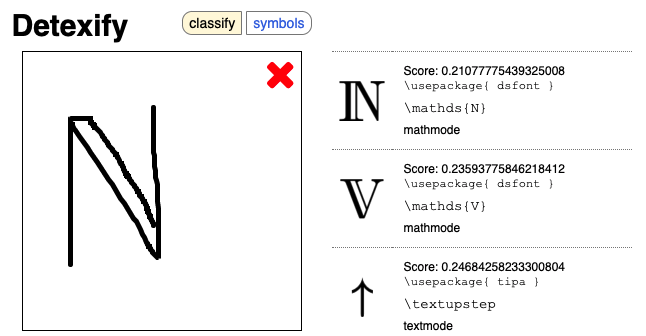 Detexify
classify
symbols
ℕ
ℕ
Score: 0.21077775439325008
\usepackage{ dsfont }
\mathds{N}
mathmode
𝕍
Score: 0.23593775846218412
\usepackage{ dsfont }
\mathds{V}
mathmode
↑
Score: 0.24684258233300804
\usepackage{ tipa }
\textupstep
textmode